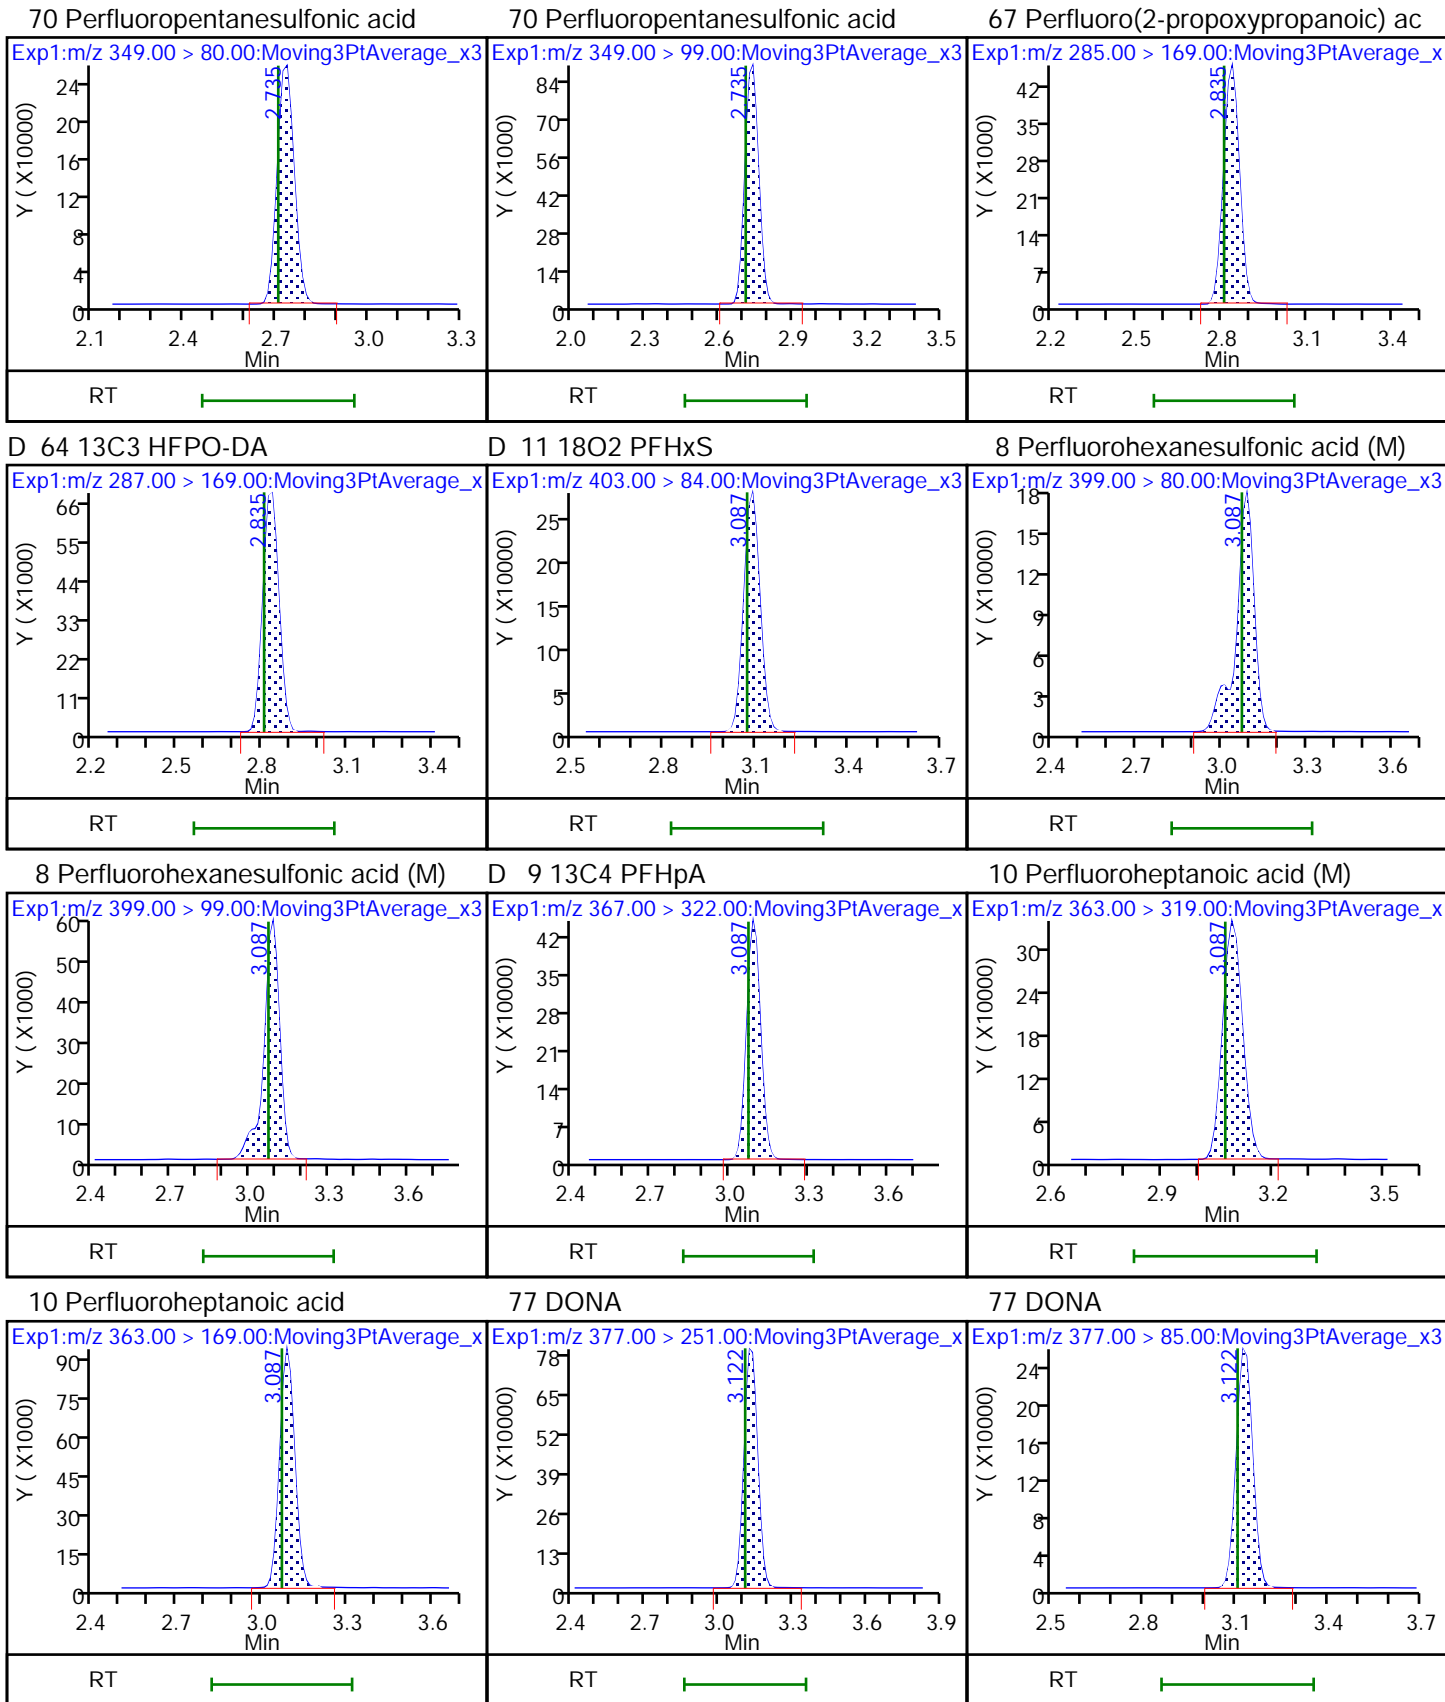 70 Perfluoropentanesulfonic acid
Exp1:m/z 349.00 > 80.00:Moving3PtAverage_x3
Y ( X10000)
24
20
16
12
8
4
0
2.735
2.1 2.4 2.7 3.0 3.3
Min
RT
70 Perfluoropentanesulfonic acid
Exp1:m/z 349.00 > 99.00:Moving3PtAverage_x3
Y ( X1000)
84
70
56
42
28
14
0
2.735
2.0 2.3 2.6 2.9 3.2 3.5
Min
RT
67 Perfluoro(2-propoxypropanoic) ac
Exp1:m/z 285.00 > 169.00:Moving3PtAverage_x
Y ( X1000)
42
35
28
21
14
7
0
2.835
2.2 2.5 2.8 3.1 3.4
Min
RT
D 64 13C3 HFPO-DA
Exp1:m/z 287.00 > 169.00:Moving3PtAverage_x
Y ( X1000)
66
55
44
33
22
11
0
2.835
2.2 2.5 2.8 3.1 3.4
Min
RT
D 11 18O2 PFHxS
Exp1:m/z 403.00 > 84.00:Moving3PtAverage_x3
Y ( X10000)
25
20
15
10
5
0
3.087
2.5 2.8 3.1 3.4 3.7
Min
RT
8 Perfluorohexanesulfonic acid (M)
Exp1:m/z 399.00 > 80.00:Moving3PtAverage_x3
Y ( X10000)
18
15
12
9
6
3
0
3.087
2.4 2.7 3.0 3.3 3.6
Min
RT
8 Perfluorohexanesulfonic acid (M)
Exp1:m/z 399.00 > 99.00:Moving3PtAverage_x3
Y ( X1000)
60
50
40
30
20
10
0
3.087
2.4 2.7 3.0 3.3 3.6
Min
RT
D 9 13C4 PFHpA
Exp1:m/z 367.00 > 322.00:Moving3PtAverage_x
Y ( X10000)
42
35
28
21
14
7
0
3.087
2.4 2.7 3.0 3.3 3.6
Min
RT
10 Perfluoroheptanoic acid (M)
Exp1:m/z 363.00 > 319.00:Moving3PtAverage_x
Y ( X10000)
30
24
18
12
6
0
3.087
2.6 2.9 3.2 3.5
Min
RT
10 Perfluoroheptanoic acid
Exp1:m/z 363.00 > 169.00:Moving3PtAverage_x
Y ( X1000)
90
75
60
45
30
15
0
3.087
2.4 2.7 3.0 3.3 3.6
Min
RT
77 DONA
Exp1:m/z 377.00 > 251.00:Moving3PtAverage_x
Y ( X10000)
78
65
52
39
26
13
0
3.122
2.4 2.7 3.0 3.3 3.6 3.9
Min
RT
77 DONA
Exp1:m/z 377.00 > 85.00:Moving3PtAverage_x3
Y ( X10000)
24
20
16
12
8
4
0
3.122
2.5 2.8 3.1 3.4 3.7
Min
RT